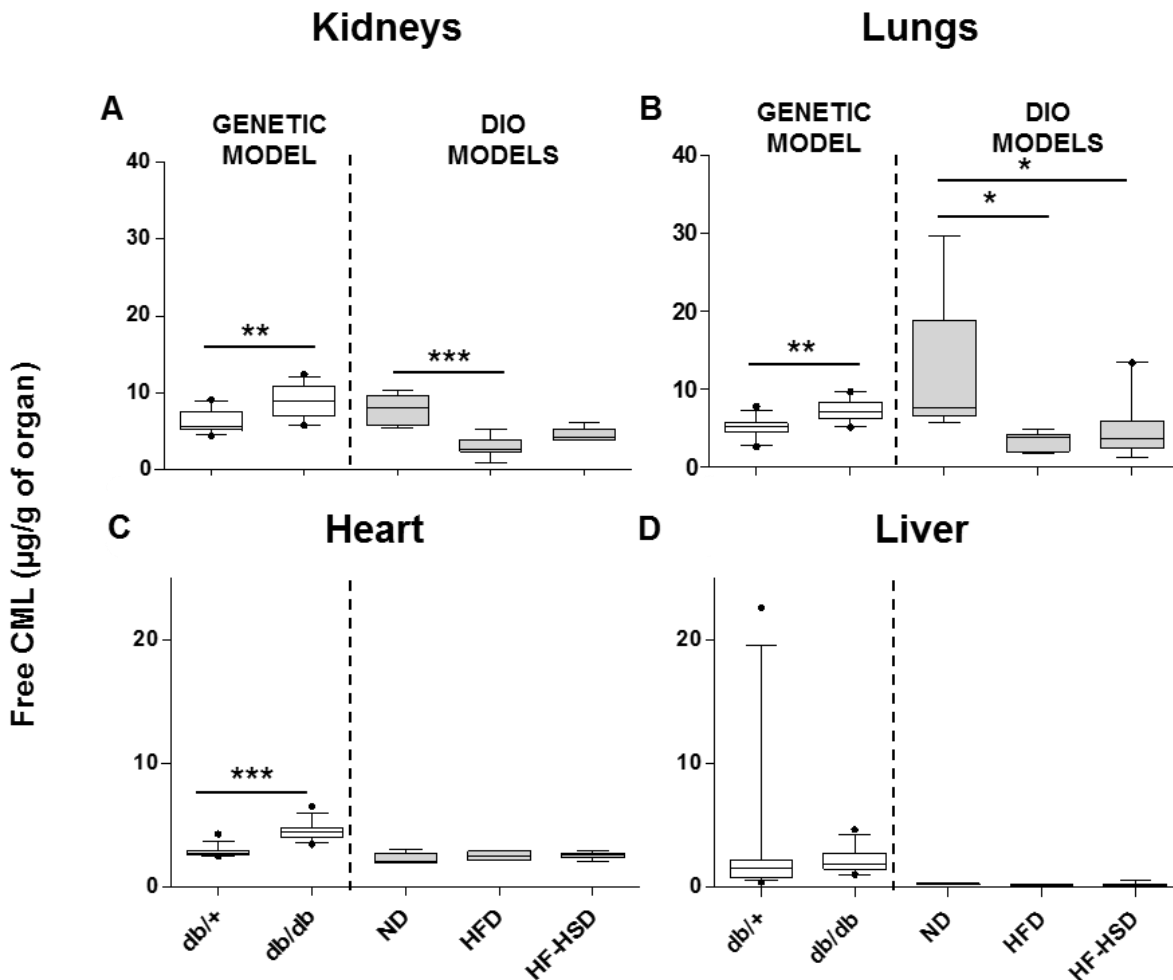 Kidneys
Lungs
A
GENETIC
MODEL
DIO
MODELS
B
GENETIC
MODEL
DIO
MODELS
40
30
20
10
0
**
***
40
30
20
10
0
**
*
*
Free CML (µg/g of organ)
C
Heart
D
Liver
20
10
0
***
20
10
0
db/+
db/db
ND
HFD
HF-HSD
db/+
db/db
ND
HFD
HF-HSD